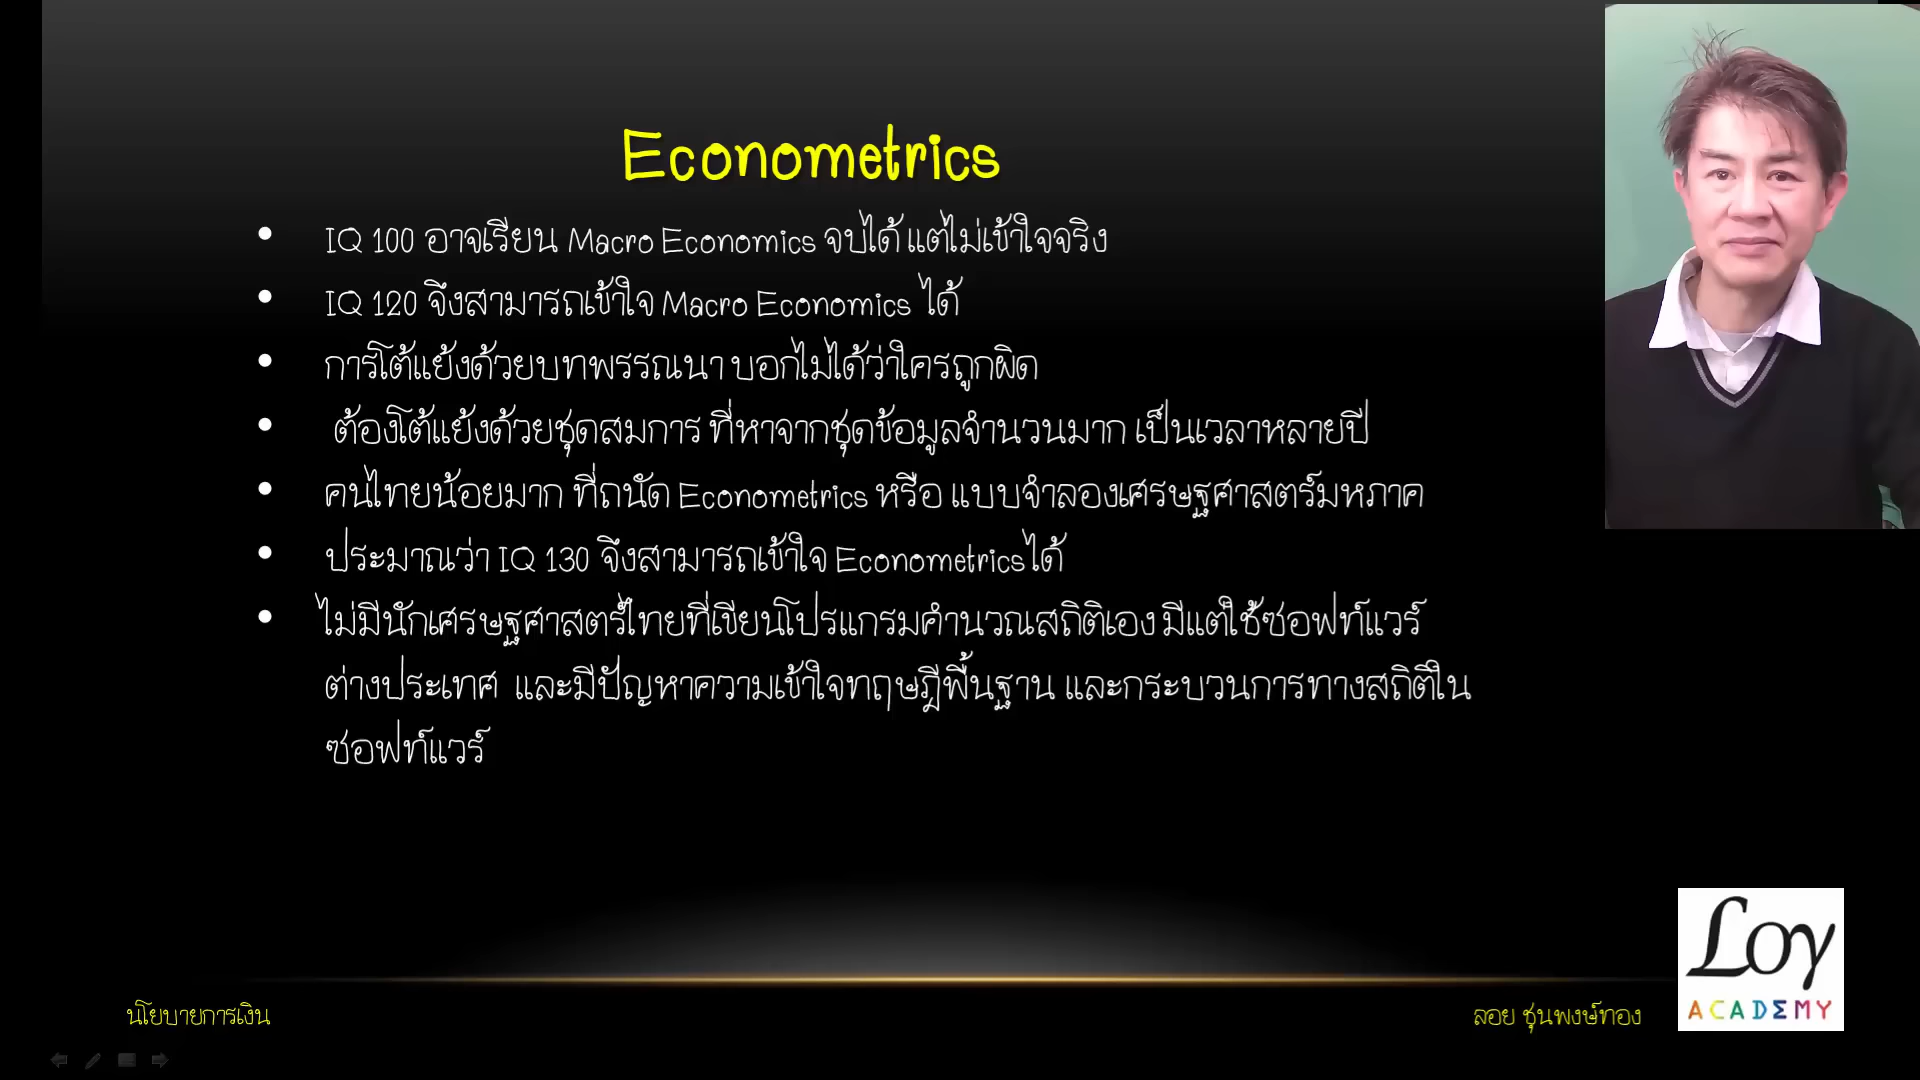 Econometrics
• IQ 100 อาจเรียน Macro Economics จบได้ แต่ไม่เข้าใจจริง
• IQ 120 จึงสามารถเข้าใจ Macro Economics ได้
• การโต้แย้งด้วยบทพรรณนา บอกไม่ได้ว่าใครถูกผิด
• ต้องโต้แย้งด้วยชุดสมการ ที่หาจากชุดข้อมูลจำนวนมาก เป็นเวลาหลายปี
• คนไทยน้อยมาก ที่ถนัด Econometrics หรือ แบบจำลองเศรษฐศาสตร์มหภาค
• ประมาณว่า IQ 130 จึงสามารถเข้าใจ Econometricsได้
• ไม่มีนักเศรษฐศาสตร์ไทยที่เขียนโปรแกรมคำนวณสถิติเอง มีแต่ใช้ซอฟท์แวร์
ต่างประเทศ และมีปัญหาความเข้าใจทฤษฎีพื้นฐาน และกระบวนการทางสถิติใน
ซอฟท์แวร์
นโยบายการเงิน
ลอย ชุนพงษ์ทอง
Loy
ACADΣMY